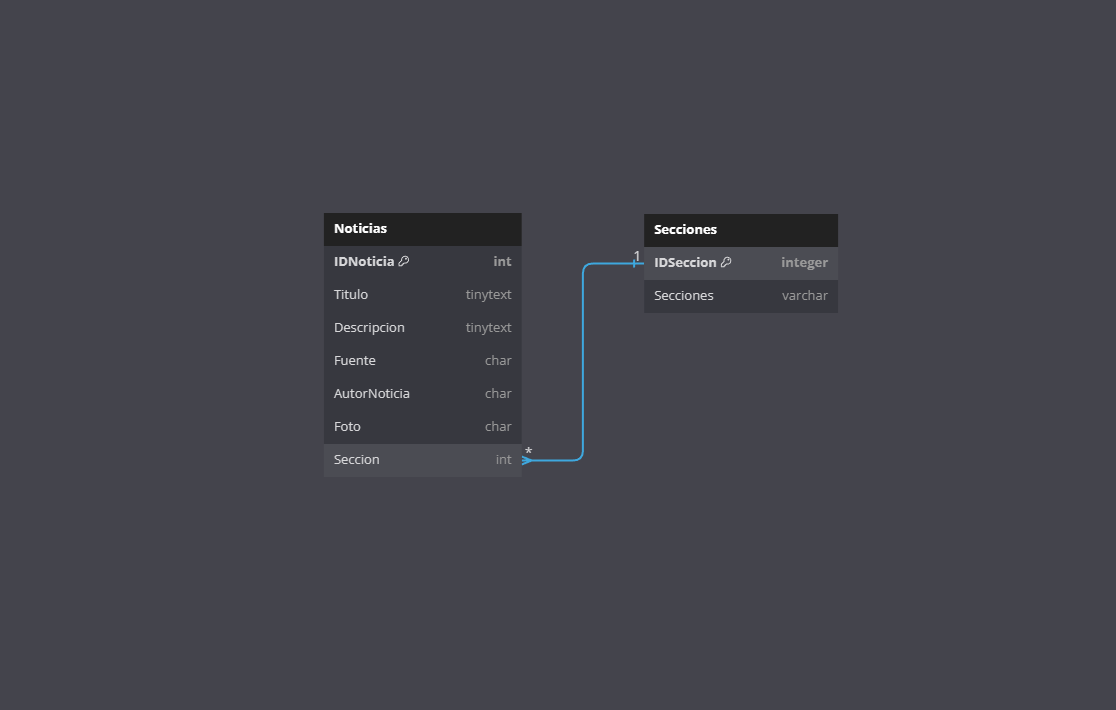 Noticias
IDNoticia int
Titulo tinytext
Descripcion tinytext
Fuente char
AutorNoticia char
Foto char
Seccion int
*
1
Secciones
IDSeccion integer
Secciones varchar